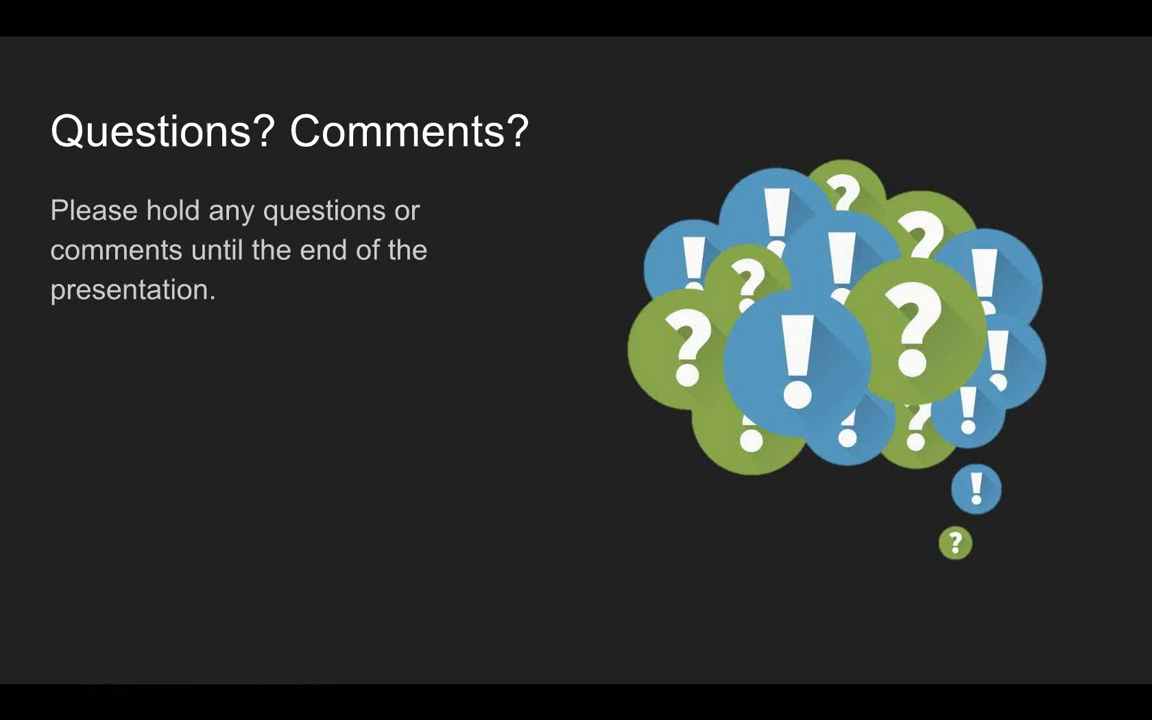 Questions? Comments?
Please hold any questions or
comments until the end of the
presentation.